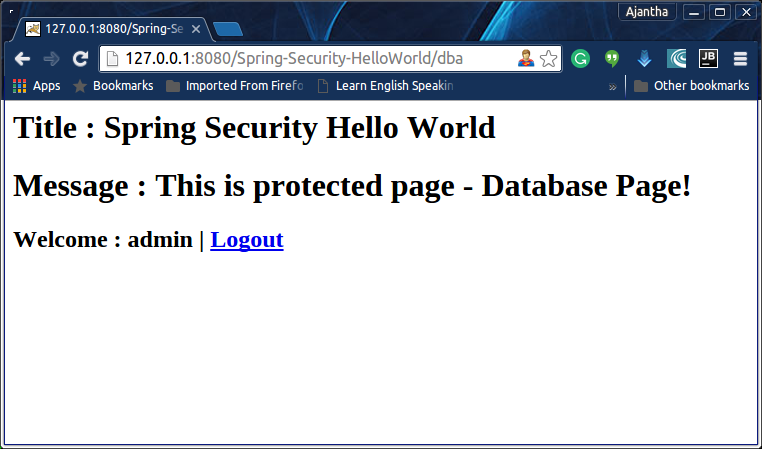 Ajantha
127.0.0.1:8080/Spring-Se
127.0.0.1:8080/Spring-Security-HelloWorld/dba
JB
Apps Bookmarks Imported From Firefo Learn English Speakin » Other bookmarks
Title : Spring Security Hello World
Message : This is protected page - Database Page!
Welcome : admin | Logout